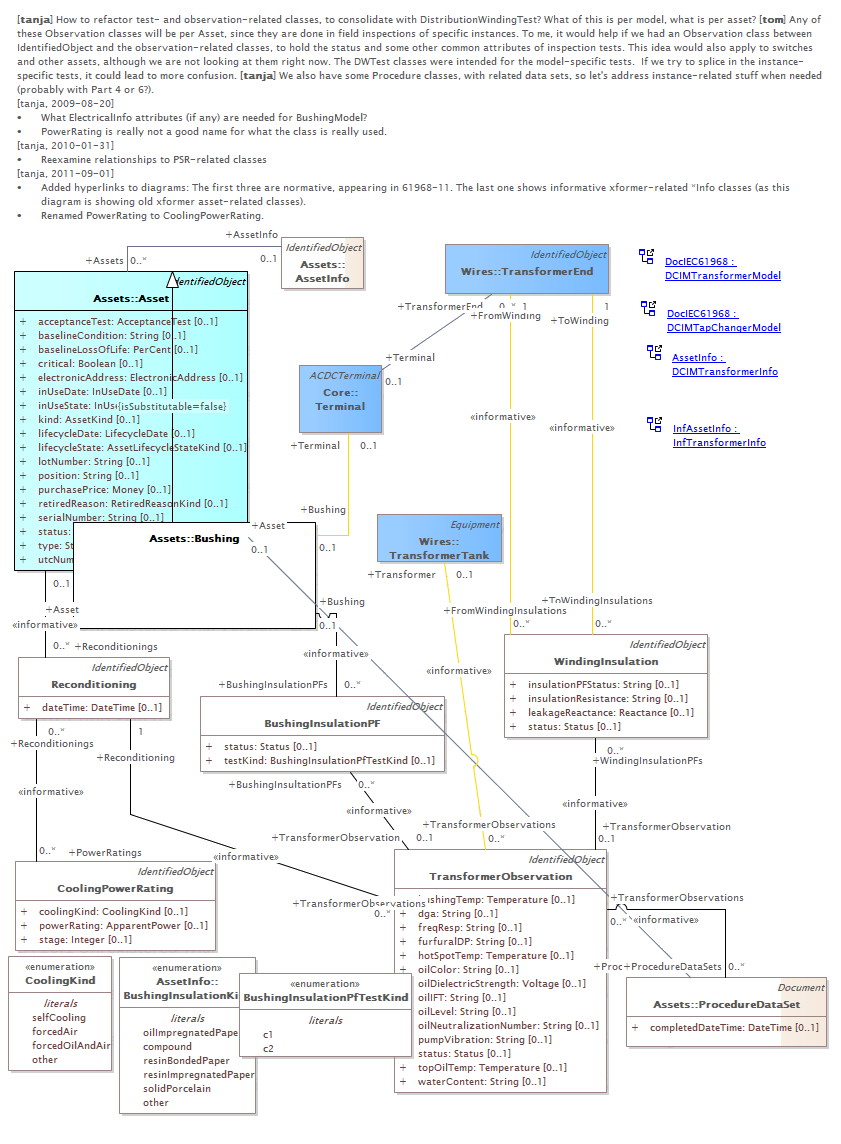 [tanja] How to refactor test- and observation-related classes, to consolidate with DistributionWindingTest? What of this is per model, what is per asset? [tom] Any of
these Observation classes will be per Asset, since they are done in field inspections of specific instances. To me, it would help if we had an Observation class between
IdentifiedObject and the observation-related classes, to hold the status and some other common attributes of inspection tests. This idea would also apply to switches
and other assets, although we are not looking at them right now. The DWTest classes were intended for the model-specific tests.  If we try to splice in the instance-
specific tests, it could lead to more confusion. [tanja] We also have some Procedure classes, with related data sets, so let's address instance-related stuff when needed
(probably with Part 4 or 6?).
[tanja, 2009-08-20]
• What ElectricalInfo attributes (if any) are needed for BushingModel?
• PowerRating is really not a good name for what the class is really used.
[tanja, 2010-01-31]
• Reexamine relationships to PSR-related classes
[tanja, 2011-09-01]
• Added hyperlinks to diagrams: The first three are normative, appearing in 61968-11. The last one shows informative xformer-related *Info classes (as this
diagram is showing old xformer asset-related classes).
• Renamed PowerRating to CoolingPowerRating.
+AssetInfo
0..1
+Assets 0..*
IdentifiedObject
Assets::
AssetInfo
IdentifiedObject
Wires::TransformerEnd
DocIEC61968 :
DCIMTransformerModel
DocIEC61968 :
DCIMTapChangerModel
AssetInfo :
DCIMTransformerInfo
InfAssetInfo :
InfTransformerInfo
IdentifiedObject
Assets::Asset
+ acceptanceTest: AcceptanceTest [0..1]
+ baselineCondition: String [0..1]
+ baselineLossOfLife: PerCent [0..1]
+ critical: Boolean [0..1]
+ electronicAddress: ElectronicAddress [0..1]
+ inUseDate: InUseDate [0..1]
+ inUseState: InUs
{isSubstitutable=false}
+ kind: AssetKind [0..1]
+ lifecycleDate: LifecycleDate [0..1]
+ lifecycleState: AssetLifecycleStateKind [0..1]
+ lotNumber: String [0..1]
+ position: String [0..1]
+ purchasePrice: Money [0..1]
+ retiredReason: RetiredReasonKind [0..1]
+ serialNumber: String [0..1]
+ status:
+ type: St
+ utcNum
+TransformerEnd 0..* 1
+FromWinding
1
+ToWinding
+Terminal
0..1
ACDCTerminal
Core::
Terminal
+Terminal 0..1
«informative»
«informative»
+Bushing
0..1
Assets::Bushing
+Asset
0..1
Equipment
Wires::
TransformerTank
+Transformer 0..1
0..1
+Asset
«informative»
0..* +Reconditionings
+Bushing
0..1
«informative»
+BushingInsulationPFs 0..*
«informative»
+ToWindingInsulations
+FromWindingInsulations
0..* 0..*
IdentifiedObject
WindingInsulation
+ insulationPFStatus: String [0..1]
+ insulationResistance: String [0..1]
+ leakageReactance: Reactance [0..1]
+ status: Status [0..1]
IdentifiedObject
Reconditioning
+ dateTime: DateTime [0..1]
IdentifiedObject
BushingInsulationPF
+ status: Status [0..1]
+ testKind: BushingInsulationPfTestKind [0..1]
0..*
+Reconditionings
1
+Reconditioning
0..*
+WindingInsulationPFs
+BushingInsultationPFs 0..*
«informative»
«informative»
«informative»
+TransformerObservations
0..*
+TransformerObservation
0..1
+TransformerObservation 0..1
0..* +PowerRatings
«informative»
IdentifiedObject
CoolingPowerRating
+ coolingKind: CoolingKind [0..1]
+ powerRating: ApparentPower [0..1]
+ stage: Integer [0..1]
+TransformerObservations
0..*
IdentifiedObject
TransformerObservation
ushingTemp: Temperature [0..1]
+ dga: String [0..1]
+ freqResp: String [0..1]
+ furfuralDP: String [0..1]
+ hotSpotTemp: Temperature [0..1]
oilColor: String [0..1]
oilDielectricStrength: Voltage [0..1]
oilIFT: String [0..1]
oilLevel: String [0..1]
oilNeutralizationNumber: String [0..1]
pumpVibration: String [0..1]
status: Status [0..1]
+ topOilTemp: Temperature [0..1]
+ waterContent: String [0..1]
+TransformerObservations
0..* «informative»
+Proc
+ProcedureDataSets 0..*
Document
Assets::ProcedureDataSet
+ completedDateTime: DateTime [0..1]
«enumeration»
CoolingKind
literals
selfCooling
forcedAir
forcedOilAndAir
other
«enumeration»
AssetInfo::
BushingInsulationKi
literals
oilImpregnatedPape
compound
resinBondedPaper
resinImpregnatedPaper
solidPorcelain
other
«enumeration»
BushingInsulationPfTestKind
literals
c1
c2